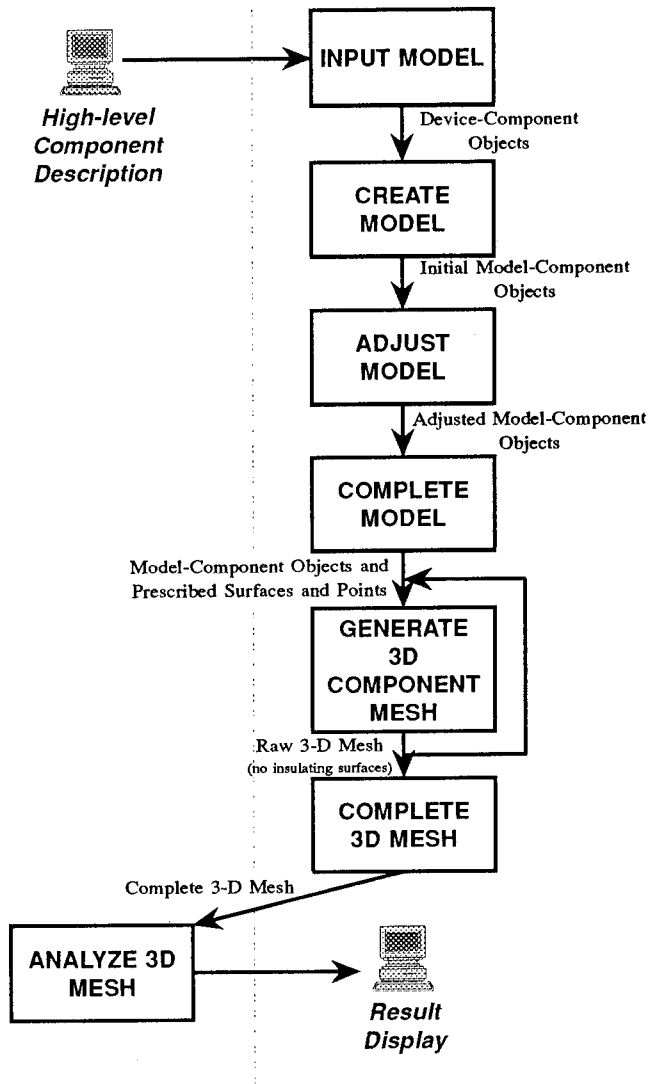 INPUT MODEL
High-level
Component
Description
Device-Component
Objects
CREATE
MODEL
Initial Model-Component
Objects
ADJUST
MODEL
Adjusted Model-Component
Objects
COMPLETE
MODEL
Model-Component Objects and
Prescribed Surfaces and Points
GENERATE
3D
COMPONENT
MESH
Raw 3-D Mesh
(no insulating surfaces)
COMPLETE
3D MESH
Complete 3-D Mesh
ANALYZE 3D
MESH
Result
Display